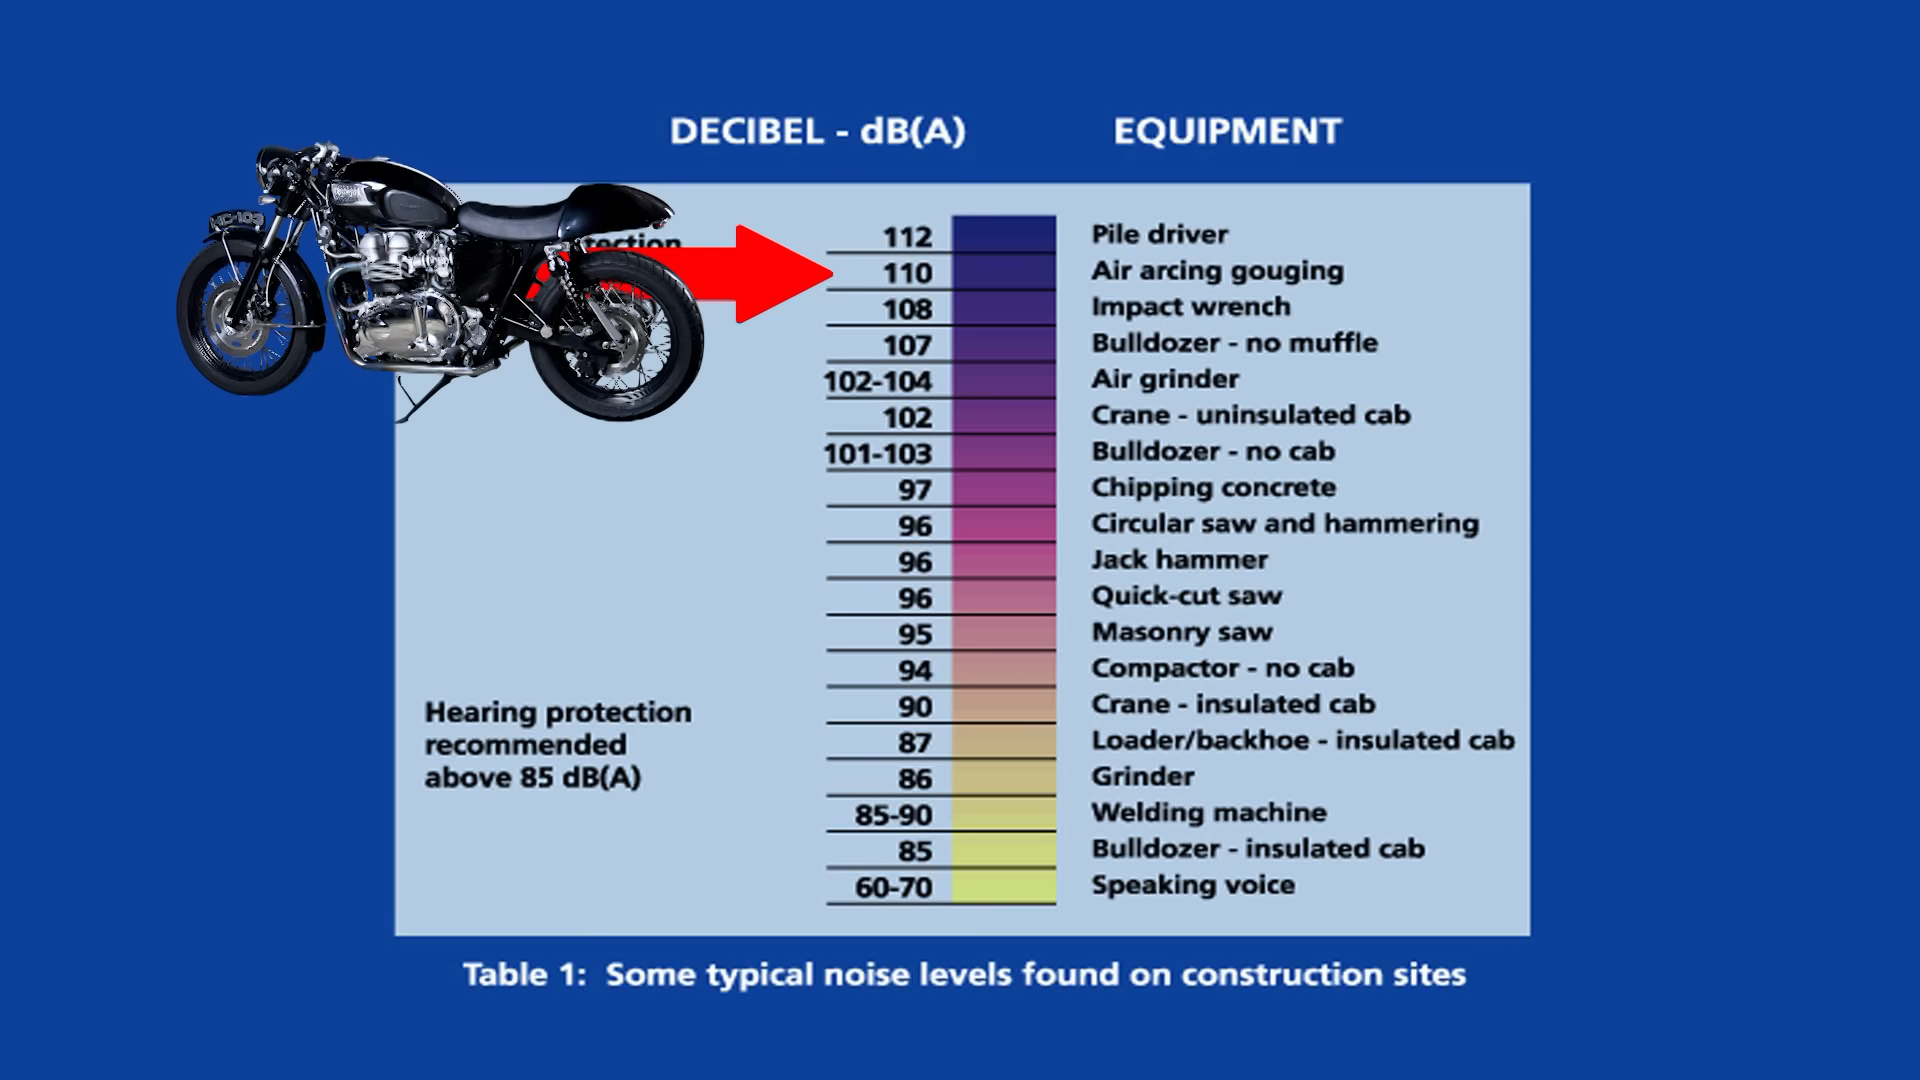 DECIBEL - dB(A) EQUIPMENT
112 Pile driver
110 Air arcing gouging
108 Impact wrench
107 Bulldozer - no muffle
102-104 Air grinder
102 Crane - uninsulated cab
101-103 Bulldozer - no cab
97 Chipping concrete
96 Circular saw and hammering
96 Jack hammer
96 Quick-cut saw
95 Masonry saw
94 Compactor - no cab
90 Crane - insulated cab
87 Loader/backhoe - insulated cab
86 Grinder
85-90 Welding machine
85 Bulldozer - insulated cab
60-70 Speaking voice
Hearing protection
recommended
above 85 dB(A)
Table 1: Some typical noise levels found on construction sites